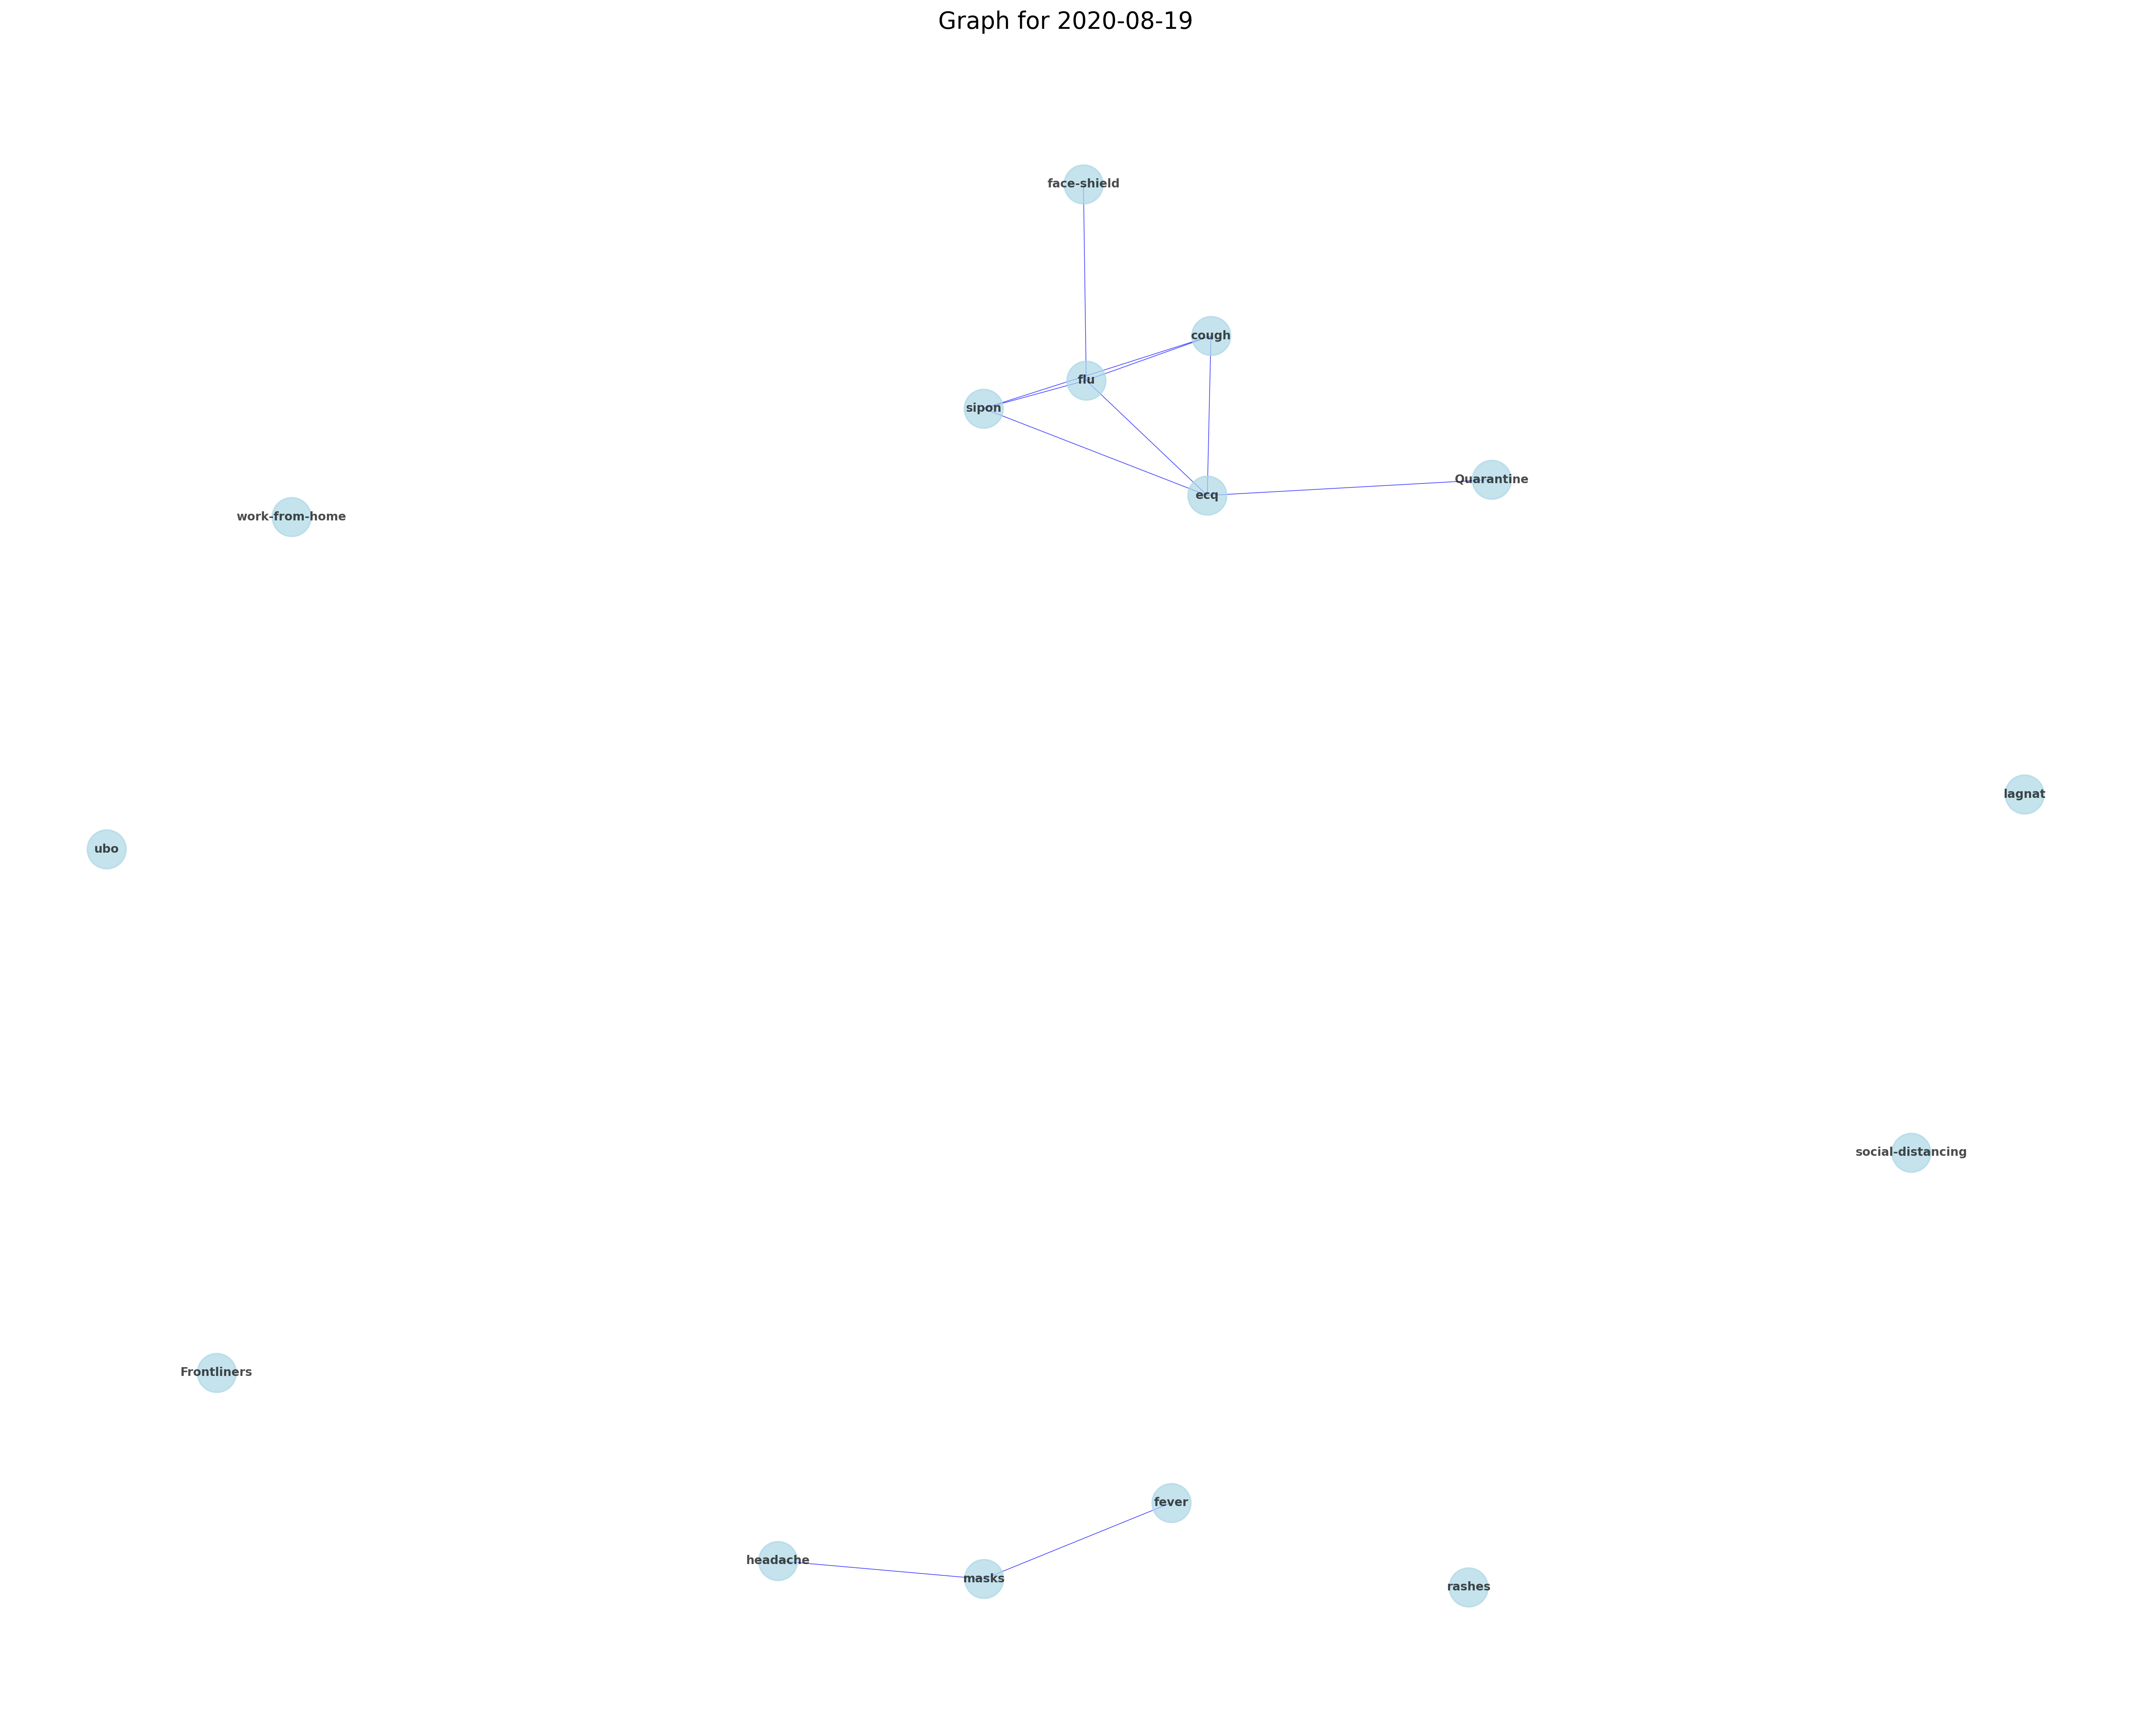 Graph for 2020-08-19
face-shield
cough
flu
sipon
Quarantine
ecq
work-from-home
lagnat
ubo
social-distancing
Frontliners
fever
headache
masks
rashes